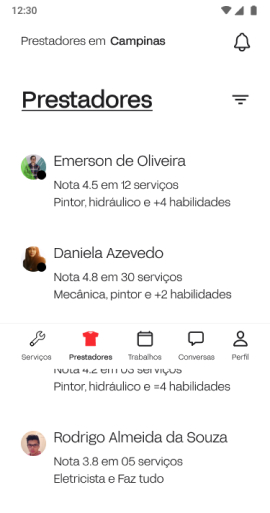 12:30
Prestadores em Campinas
Prestadores
Emerson de Oliveira
Nota 4.5 em 12 serviços
Pintor, hidráulico e +4 habilidades
Daniela Azevedo
Nota 4.8 em 30 serviços
Mecânica, pintor e +2 habilidades
Serviços
Prestadores
Trabalhos
Conversas
Perfil
Nota 4.2 em 03 serviços
Pintor, hidráulico e =4 habilidades
Rodrigo Almeida da Souza
Nota 3.8 em 05 serviços
Eletricista e Faz tudo